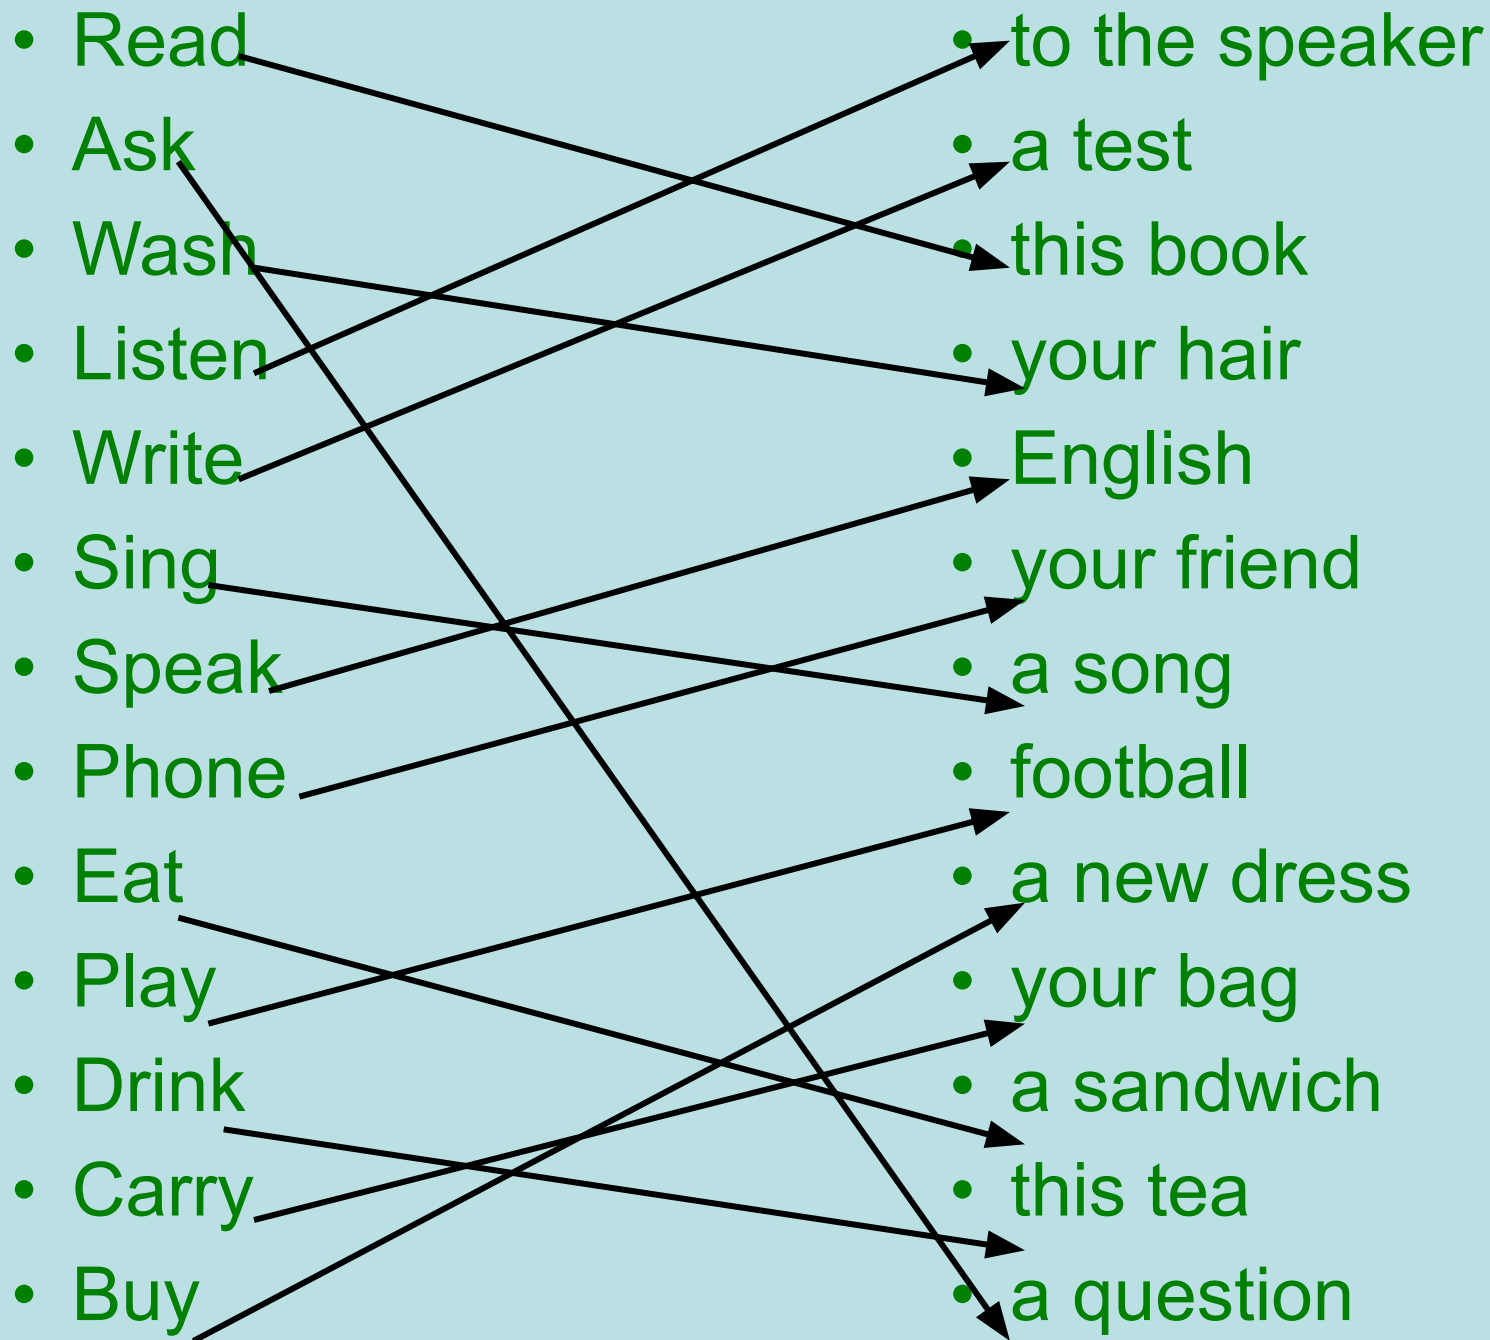 • Read
• Ask
• Wash
• Listen
• Write
• Sing
• Speak
• Phone
• Eat
• Play
• Drink
• Carry
• Buy
• to the speaker
• a test
• this book
• your hair
• English
• your friend
• a song
• football
• a new dress
• your bag
• a sandwich
• this tea
• a question